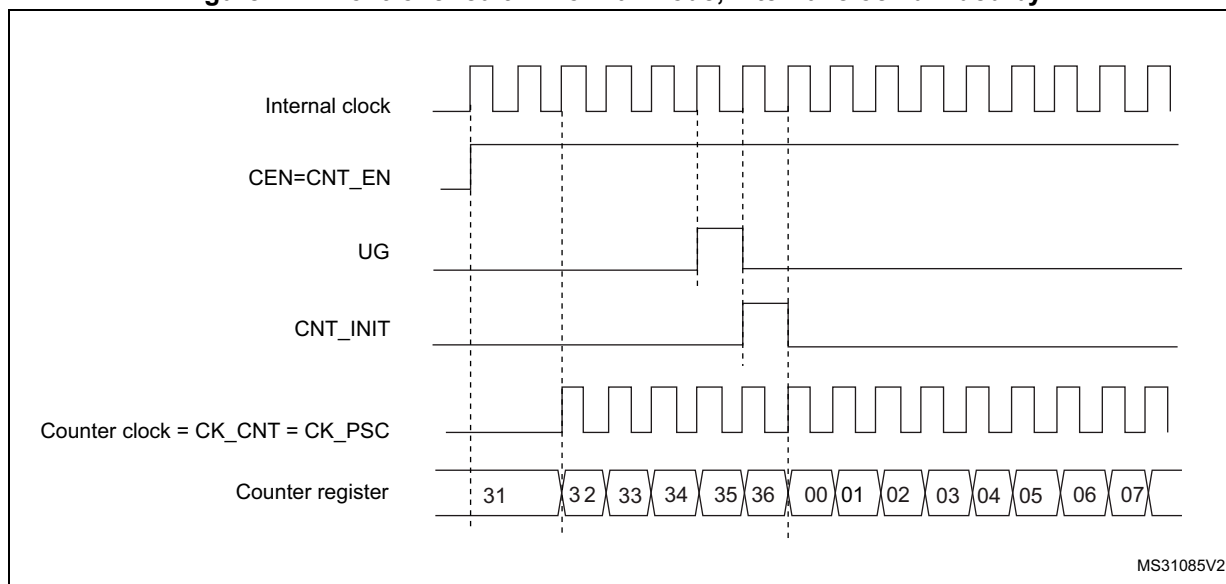 Internal clock
CEN=CNT_EN
UG
CNT_INIT
Counter clock = CK_CNT = CK_PSC
Counter register 31 32 33 34 35 36 00 01 02 03 04 05 06 07
MS31085V2